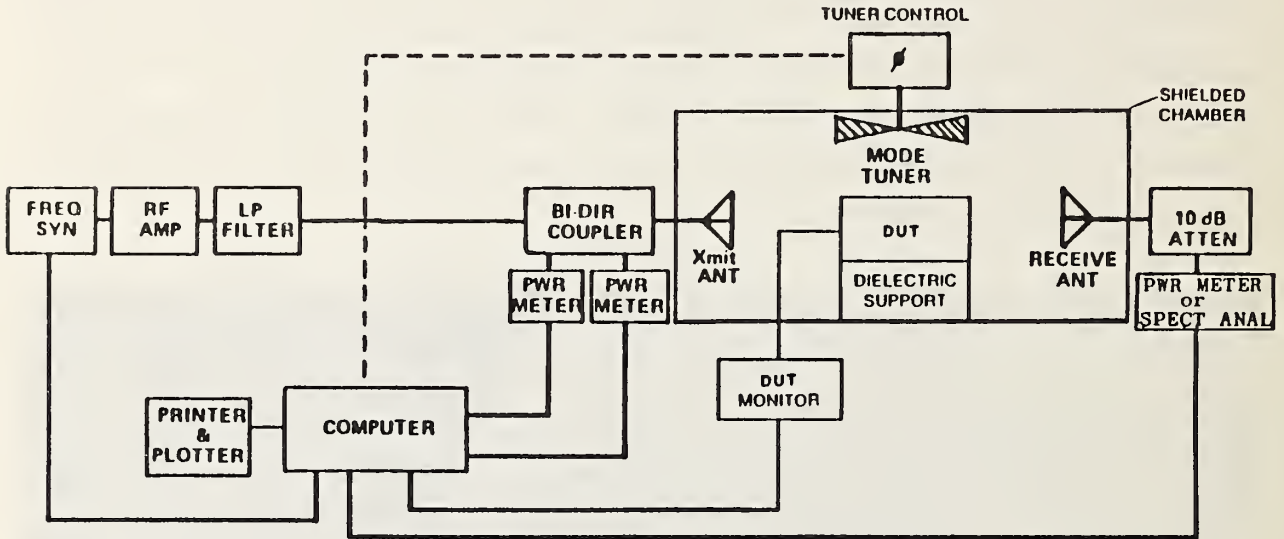 TUNER CONTROL
ø
SHIELDED
CHAMBER
MODE
TUNER
FREQ
SYN
RF
AMP
LP
FILTER
BI-DIR
COUPLER
Xmit
ANT
DUT
DIELECTRIC
SUPPORT
RECEIVE
ANT
10 dB
ATTEN
PWR
METER
PWR
METER
PWR METER
or
SPECT ANAL
DUT
MONITOR
PRINTER
&
PLOTTER
COMPUTER